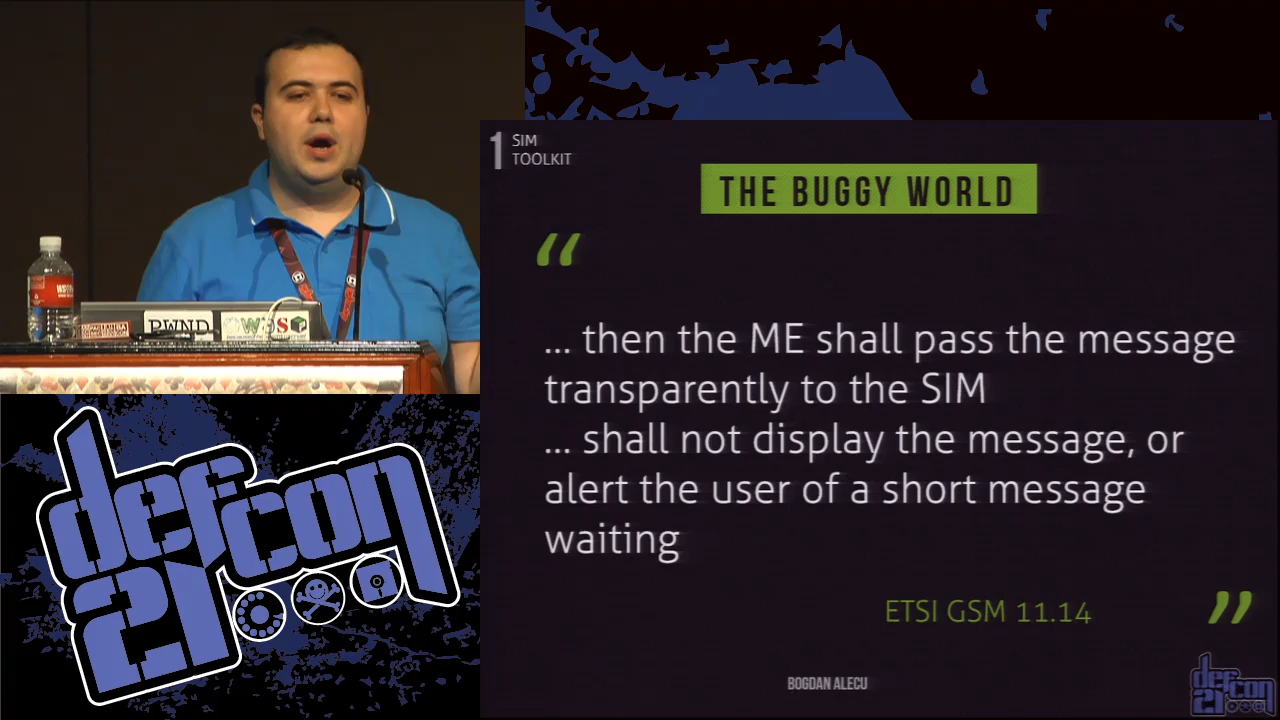 1 SIM
TOOLKIT
THE BUGGY WORLD
“
... then the ME shall pass the message
transparently to the SIM
... shall not display the message, or
alert the user of a short message
waiting
ETSI GSM 11.14
”
BOGDAN ALECU
PWND
defcon
21
defcon
21